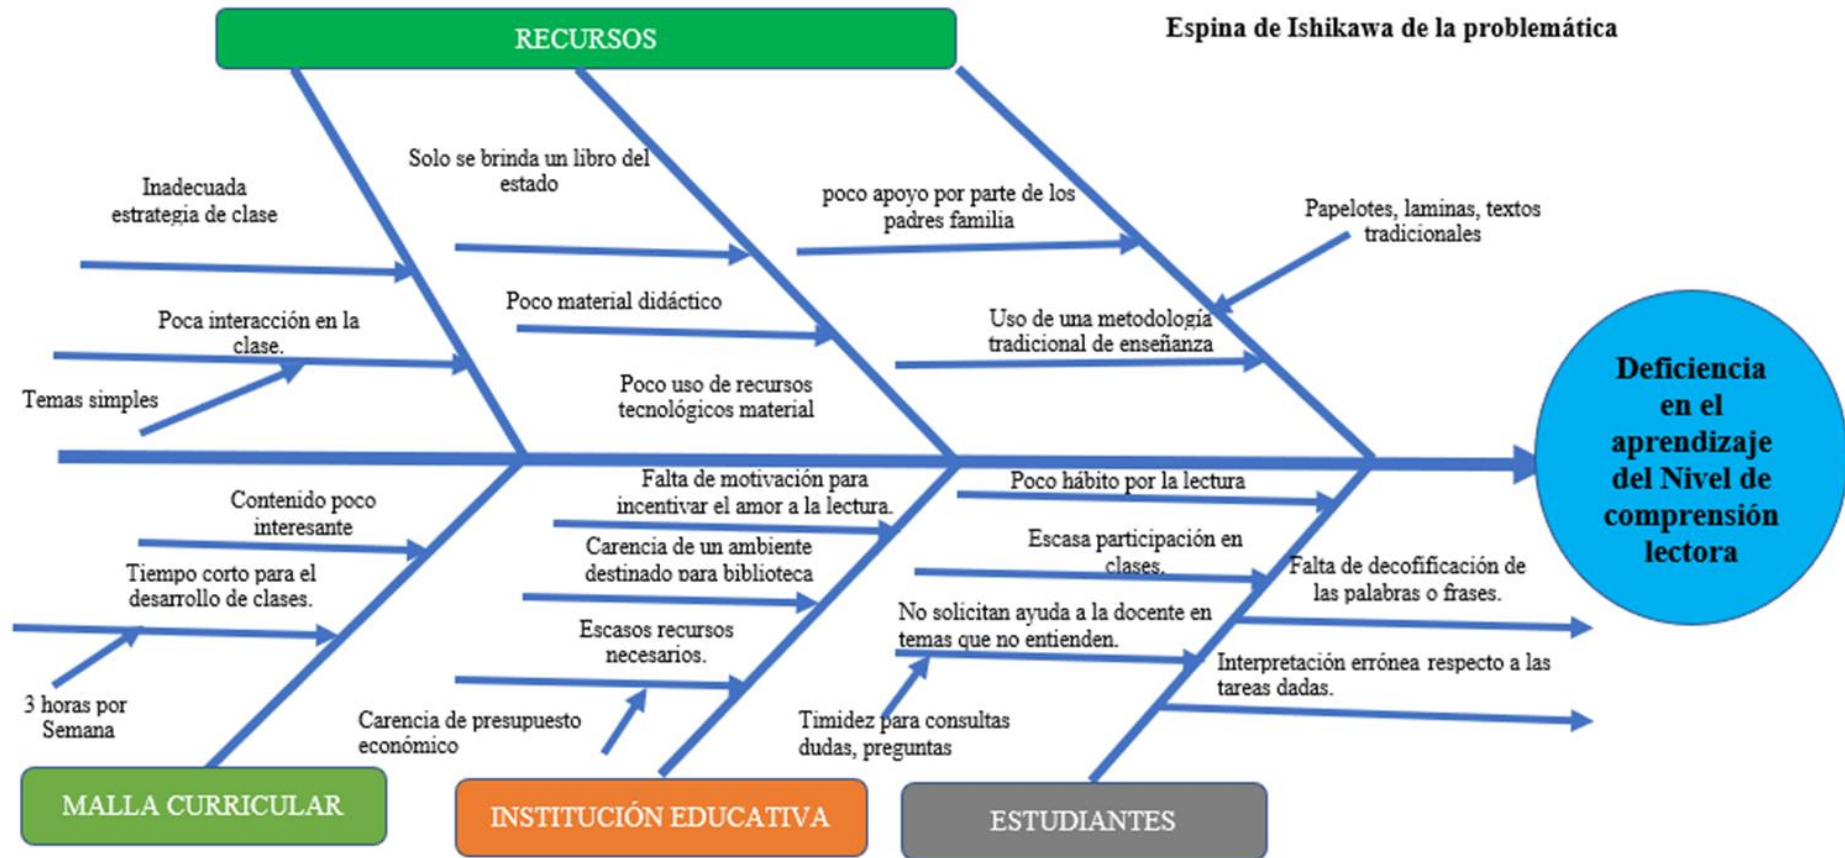 RECURSOS
Espina de Ishikawa de la problemática
Inadecuada
estrategia de clase
Solo se brinda un libro del
estado
poco apoyo por parte de los
padres familia
Papelotes, laminas, textos
tradicionales
Poca interacción en la
clase.
Poco material didáctico
Uso de una metodología
tradicional de enseñanza
Temas simples
Poco uso de recursos
tecnológicos material
Deficiencia
en el
aprendizaje
del Nivel de
comprensión
lectora
Contenido poco
interesante
Falta de motivación para
incentivar el amor a la lectura.
Poco hábito por la lectura
Tiempo corto para el
desarrollo de clases.
Carencia de un ambiente
destinado para biblioteca
Escasa participación en
clases.
Falta de decofificación de
las palabras o frases.
Escasos recursos
necesarios.
No solicitan ayuda a la docente en
temas que no entienden.
Interpretación errónea respecto a las
tareas dadas.
3 horas por
Semana
Carencia de presupuesto
económico
Timidez para consultas
dudas, preguntas
MALLA CURRICULAR
INSTITUCIÓN EDUCATIVA
ESTUDIANTES